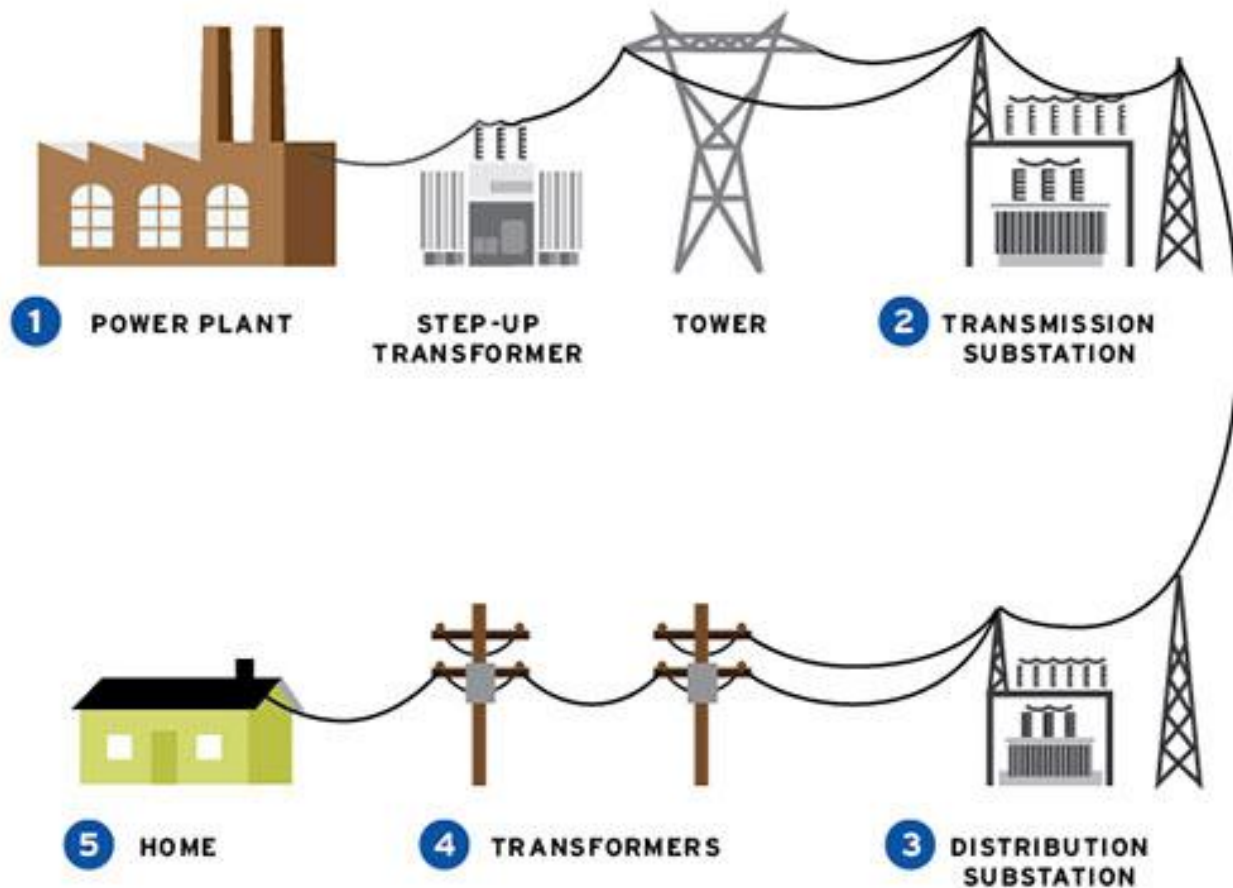 1 POWER PLANT
STEP-UP
TRANSFORMER
TOWER
2 TRANSMISSION
SUBSTATION
5 HOME
4 TRANSFORMERS
3 DISTRIBUTION
SUBSTATION